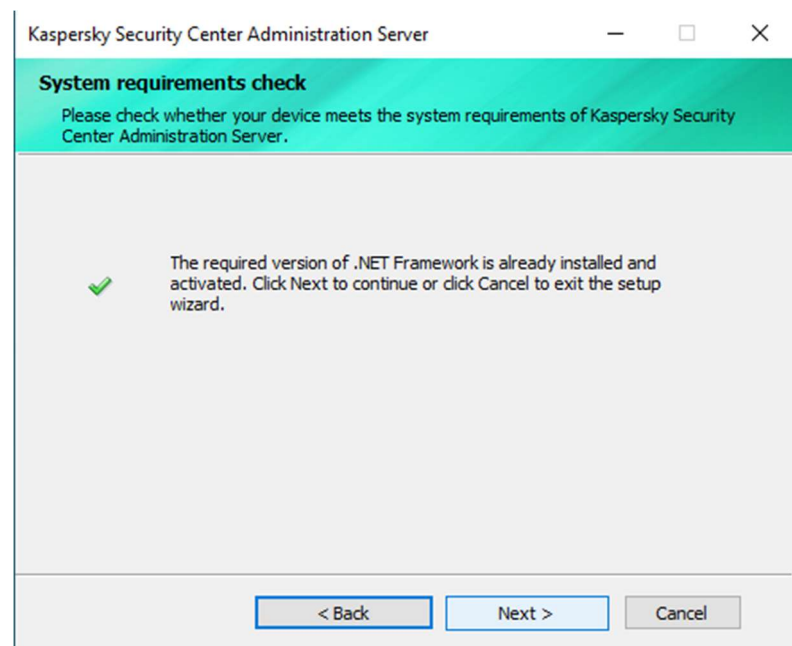 Kaspersky Security Center Administration Server
System requirements check
Please check whether your device meets the system requirements of Kaspersky Security
Center Administration Server.
The required version of .NET Framework is already installed and
activated. Click Next to continue or click Cancel to exit the setup
wizard.
< Back
Next >
Cancel